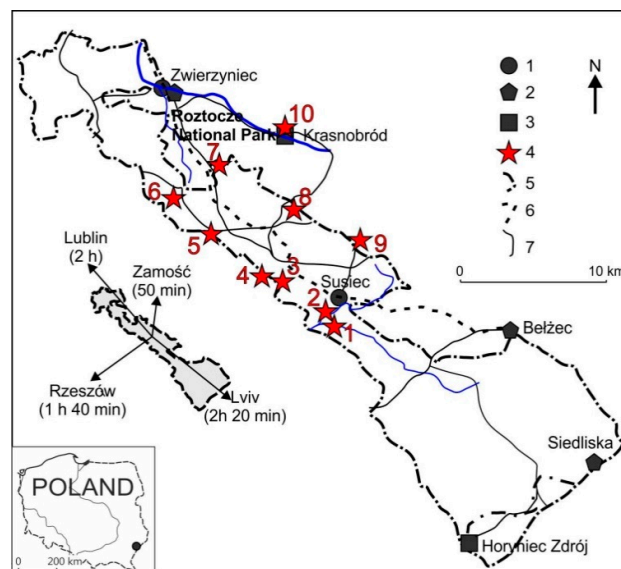 Zwierzyniec
Roztocze
National Park
10
Krasnobród
7
6
8
5
9
4
3
Susiec
2
1
Bełżec
Siedliska
Horyniec Zdrój
1
2
3
4
5
6
7
N
0 10 km
Lublin
(2 h)
Zamość
(50 min)
Rzeszów
(1 h 40 min)
Lviv
(2h 20 min)
POLAND
0 200 km